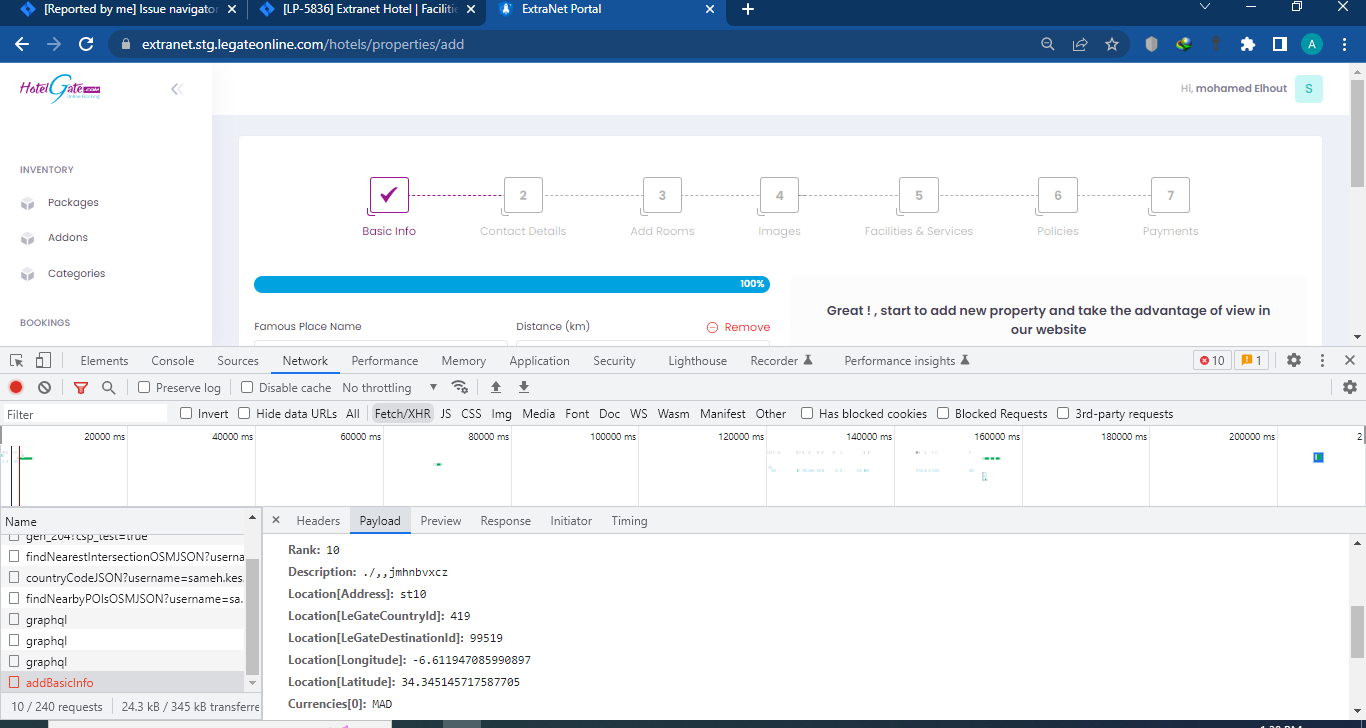 [Reported by me] Issue navigator
[LP-5836] Extranet Hotel | Facilitie
ExtraNet Portal
extranet.stg.legateonline.com/hotels/properties/add
A
HotelGate.com
Online Booking
Hi, mohamed Elhout
S
INVENTORY
Packages
Addons
Categories
BOOKINGS
2
3
4
5
6
7
Basic Info
Contact Details
Add Rooms
Images
Facilities & Services
Policies
Payments
100%
Famous Place Name
Distance (km)
Remove
Great ! , start to add new property and take the advantage of view in
our website
Elements
Console
Sources
Network
Performance
Memory
Application
Security
Lighthouse
Recorder
Performance insights
10
1
Preserve log
Disable cache
No throttling
Filter
Invert
Hide data URLs
All
Fetch/XHR
JS
CSS
Img
Media
Font
Doc
WS
Wasm
Manifest
Other
Has blocked cookies
Blocked Requests
3rd-party requests
20000 ms
40000 ms
60000 ms
80000 ms
100000 ms
120000 ms
140000 ms
160000 ms
180000 ms
200000 ms
2
Name
gen_204?csp_test=true
findNearestIntersectionOSMJSON?userna
countryCodeJSON?username=sameh.kes.
findNearbyPOIsOSMJSON?username=sa.
graphql
graphql
graphql
addBasicInfo
10 / 240 requests
24.3 kB / 345 kB transferre
Headers
Payload
Preview
Response
Initiator
Timing
Rank: 10
Description: ./,,jmhnbvxcz
Location[Address]: st10
Location[LeGateCountryId]: 419
Location[LeGateDestinationId]: 99519
Location[Longitude]: -6.611947085990897
Location[Latitude]: 34.345145717587705
Currencies[0]: MAD